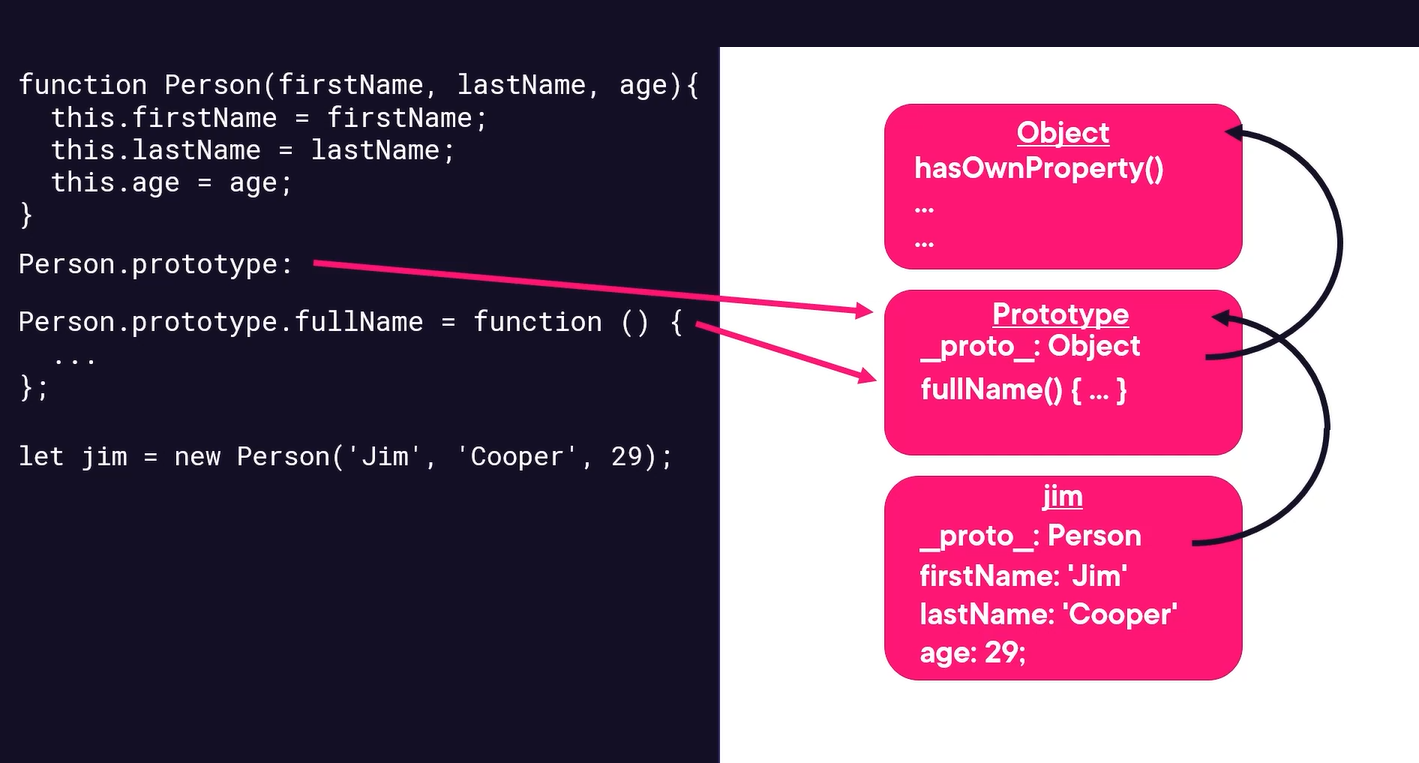 function Person(firstName, lastName, age){
  this.firstName = firstName;
  this.lastName = lastName;
  this.age = age;
}
Person.prototype:
Person.prototype.fullName = function () {
  ...
};
let jim = new Person('Jim', 'Cooper', 29);
Object
hasOwnProperty()
...
...
Prototype
_proto_: Object
fullName() { ... }
jim
_proto_: Person
firstName: 'Jim'
lastName: 'Cooper'
age: 29;